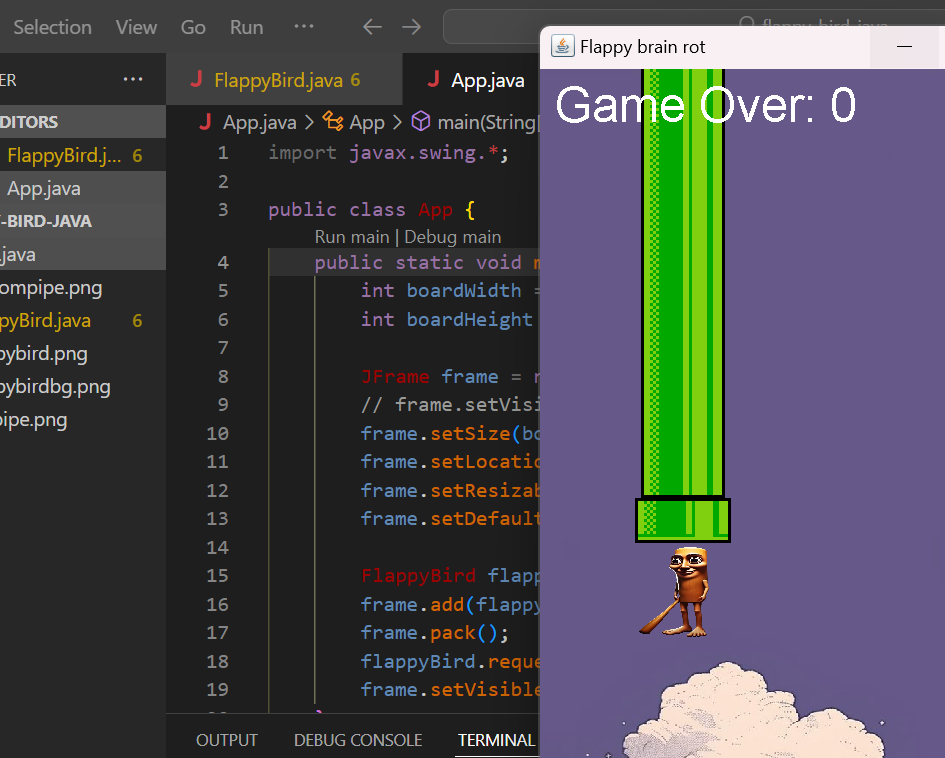 Selection View Go Run ...
Flappy brain rot
ER ...
FlappyBird.java 6
App.java
DITORS
App.java > App > main(String
FlappyBird.j... 6
App.java
-BIRD-JAVA
.java
ompipe.png
pyBird.java 6
pybird.png
pybirdbg.png
pipe.png
1 import javax.swing.*;
2
3 public class App {
Run main | Debug main
4 public static void m
5 int boardWidth =
6 int boardHeight
7
8 JFrame frame = n
9 // frame.setVisi
10 frame.setSize(bo
11 frame.setLocatio
12 frame.setResizab
13 frame.setDefault
14
15 FlappyBird flapp
16 frame.add(flappy
17 frame.pack();
18 flappyBird.reque
19 frame.setVisible
OUTPUT DEBUG CONSOLE TERMINAL
Game Over: 0